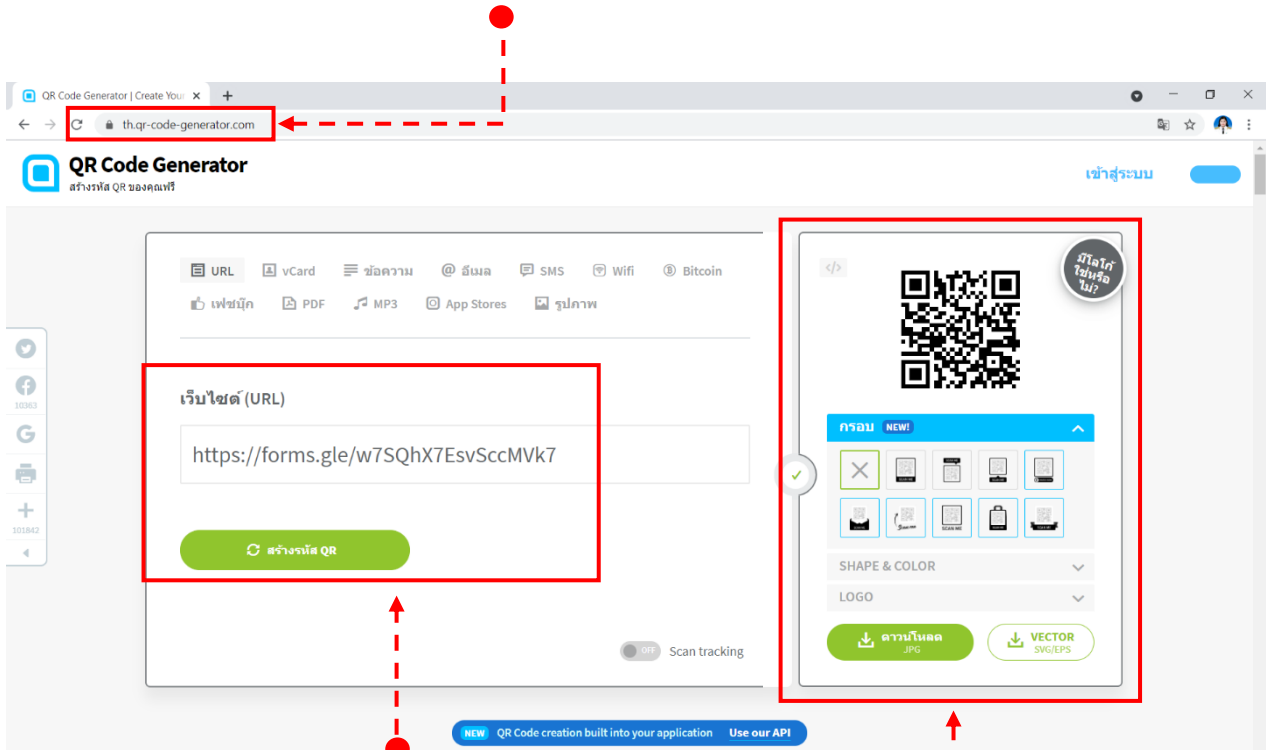 QR Code Generator | Create Your
th.qr-code-generator.com
QR Code Generator
สร้างรหัส QR ของคุณฟรี
เข้าสู่ระบบ
URL vCard ข้อความ อีเมล SMS Wifi Bitcoin
เฟซบุ๊ก PDF MP3 App Stores รูปภาพ
มีโลโก้
ใช่หรือ
ไม่?
10363
101842
เว็บไซต์ (URL)
https://forms.gle/w7SQhX7EsvSccMVk7
สร้างรหัส QR
OFF Scan tracking
กรอบ NEW!
SCAN ME
SHAPE & COLOR
LOGO
ดาวน์โหลด
JPG
VECTOR
SVG/EPS
NEW QR Code creation built into your application Use our API